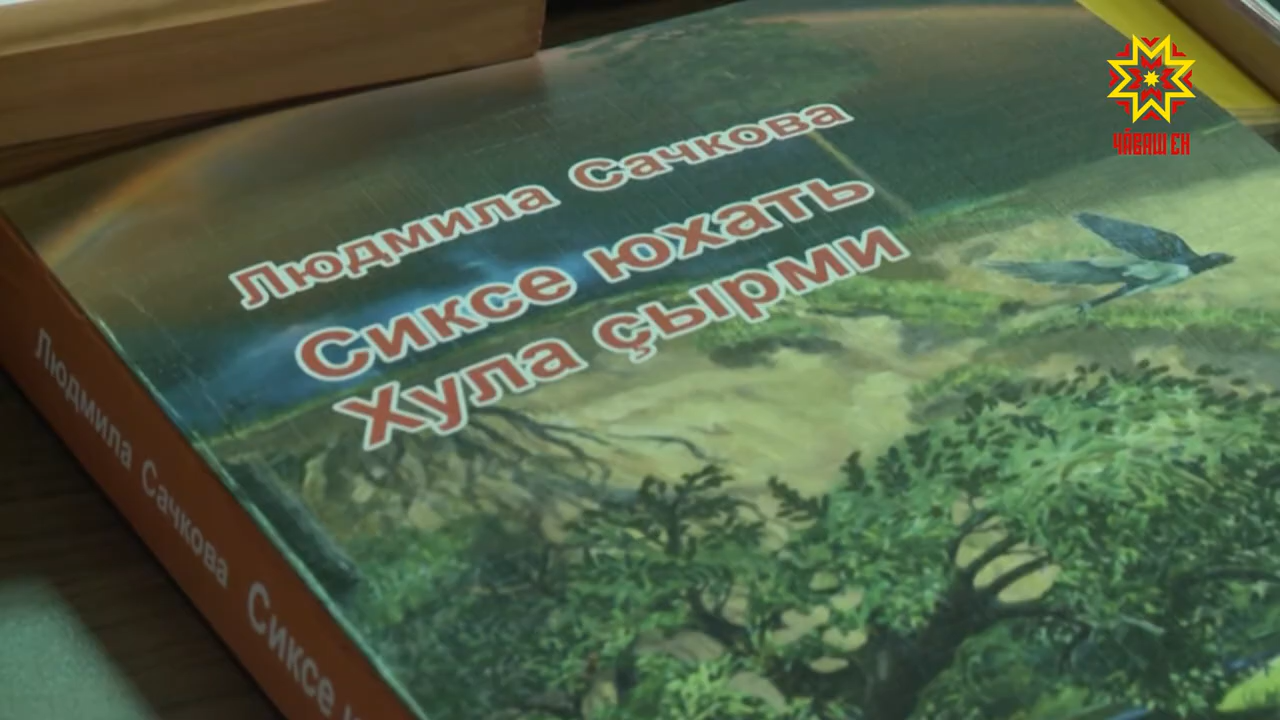 Людмила Сачкова
Сиксе юхать
Хула çырми
Людмила Сачкова Сиксе
ЧӐВАШ ЕН